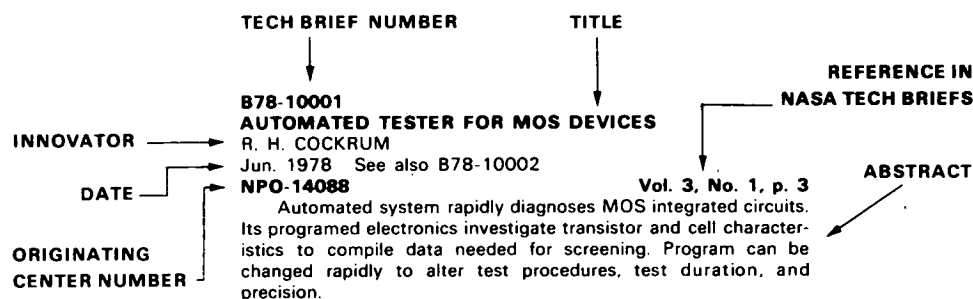 TECH BRIEF NUMBER
TITLE
REFERENCE IN
NASA TECH BRIEFS
B78-10001
AUTOMATED TESTER FOR MOS DEVICES
INNOVATOR
R. H. COCKRUM
Jun. 1978 See also B78-10002
DATE
NPO-14088
Vol. 3, No. 1, p. 3
ABSTRACT
Automated system rapidly diagnoses MOS integrated circuits.
Its programed electronics investigate transistor and cell character-
istics to compile data needed for screening. Program can be
changed rapidly to alter test procedures, test duration, and
precision.
ORIGINATING
CENTER NUMBER